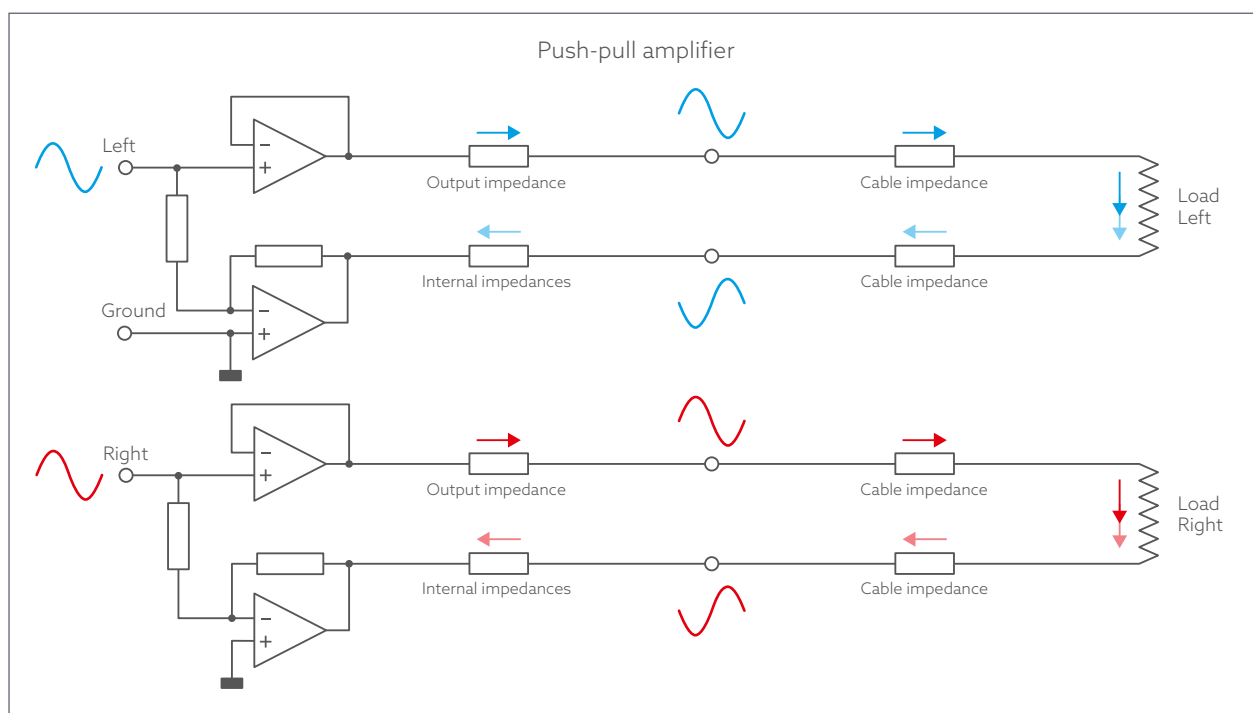 Push-pull amplifier
Left
−
+
Output impedance
Cable impedance
Load
Left
Internal impedances
Cable impedance
Ground
−
+
Right
−
+
Output impedance
Cable impedance
Load
Right
Internal impedances
Cable impedance
−
+